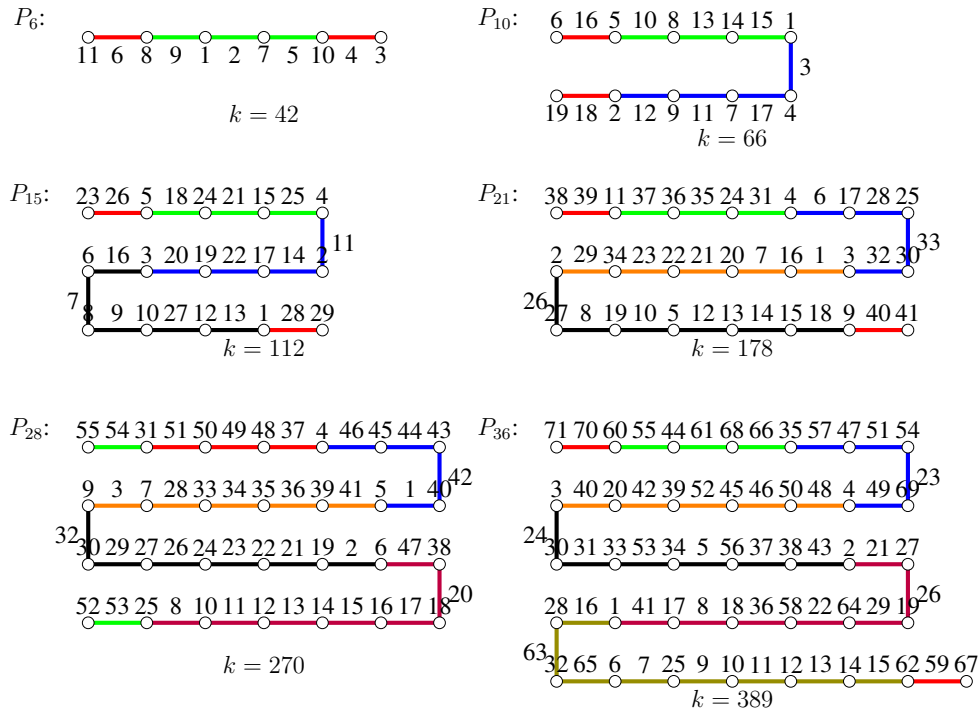 P₆:
11 6 8 9 1 2 7 5 10 4 3
k = 42
P₁₀:
6 16 5 10 8 13 14 15 1
3
19 18 2 12 9 11 7 17 4
k = 66
P₁₅:
23 26 5 18 24 21 15 25 4
11
6 16 3 20 19 22 17 14 2
7
8 9 10 27 12 13 1 28 29
k = 112
P₂₁:
38 39 11 37 36 35 24 31 4 6 17 28 25
33
2 29 34 23 22 21 20 7 16 1 3 32 30
26
27 8 19 10 5 12 13 14 15 18 9 40 41
k = 178
P₂₈:
55 54 31 51 50 49 48 37 4 46 45 44 43
42
9 3 7 28 33 34 35 36 39 41 5 1 40
32
30 29 27 26 24 23 22 21 19 2 6 47 38
20
52 53 25 8 10 11 12 13 14 15 16 17 18
k = 270
P₃₆:
71 70 60 55 44 61 68 66 35 57 47 51 54
23
3 40 20 42 39 52 45 46 50 48 4 49 69
24
30 31 33 53 34 5 56 37 38 43 2 21 27
26
28 16 1 41 17 8 18 36 58 22 64 29 19
63
32 65 6 7 25 9 10 11 12 13 14 15 62 59 67
k = 389